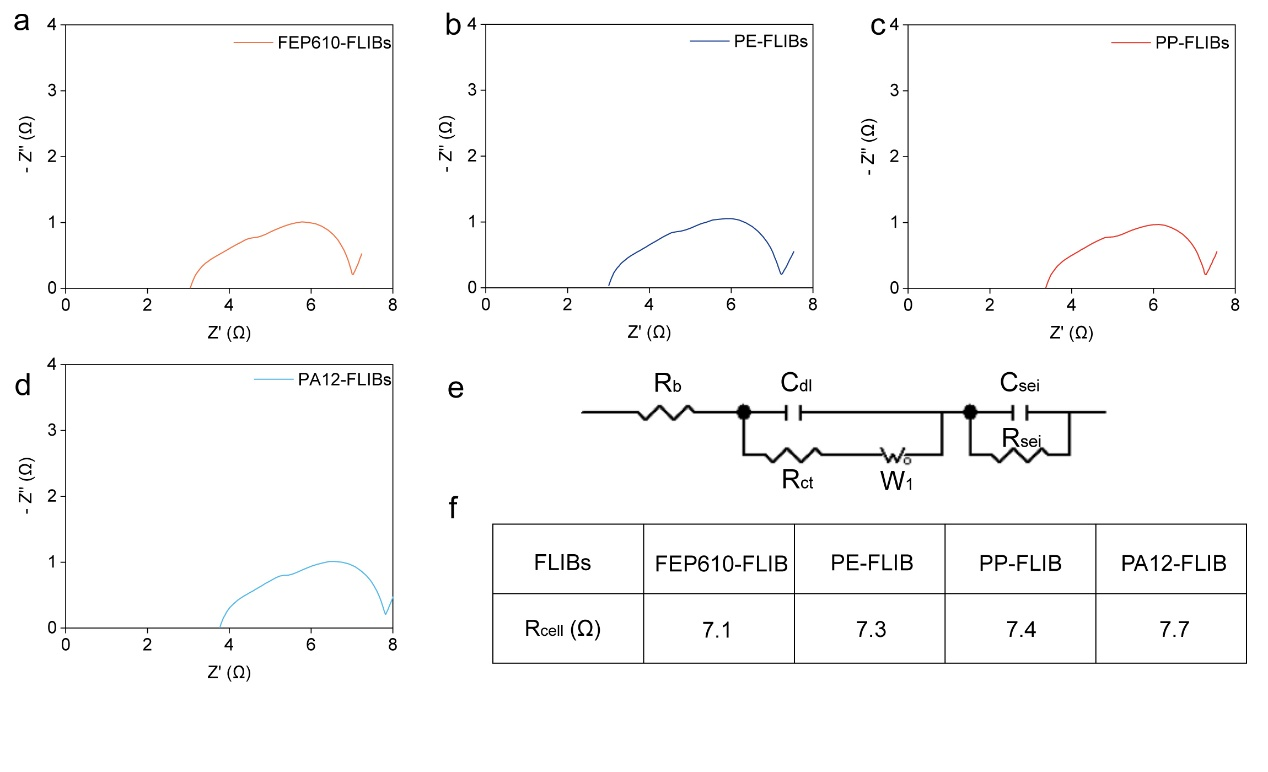 a
4
3
2
1
0
0 2 4 6 8
- Z" (Ω)
Z' (Ω)
FEP610-FLIBs
b
4
3
2
1
0
0 2 4 6 8
- Z" (Ω)
Z' (Ω)
PE-FLIBs
c
4
3
2
1
0
0 2 4 6 8
- Z" (Ω)
Z' (Ω)
PP-FLIBs
d
4
3
2
1
0
0 2 4 6 8
- Z" (Ω)
Z' (Ω)
PA12-FLIBs
e
Rb Cdl Csei
Rsei
Rct W1
f
FLIBs FEP610-FLIB PE-FLIB PP-FLIB PA12-FLIB
Rcell (Ω) 7.1 7.3 7.4 7.7